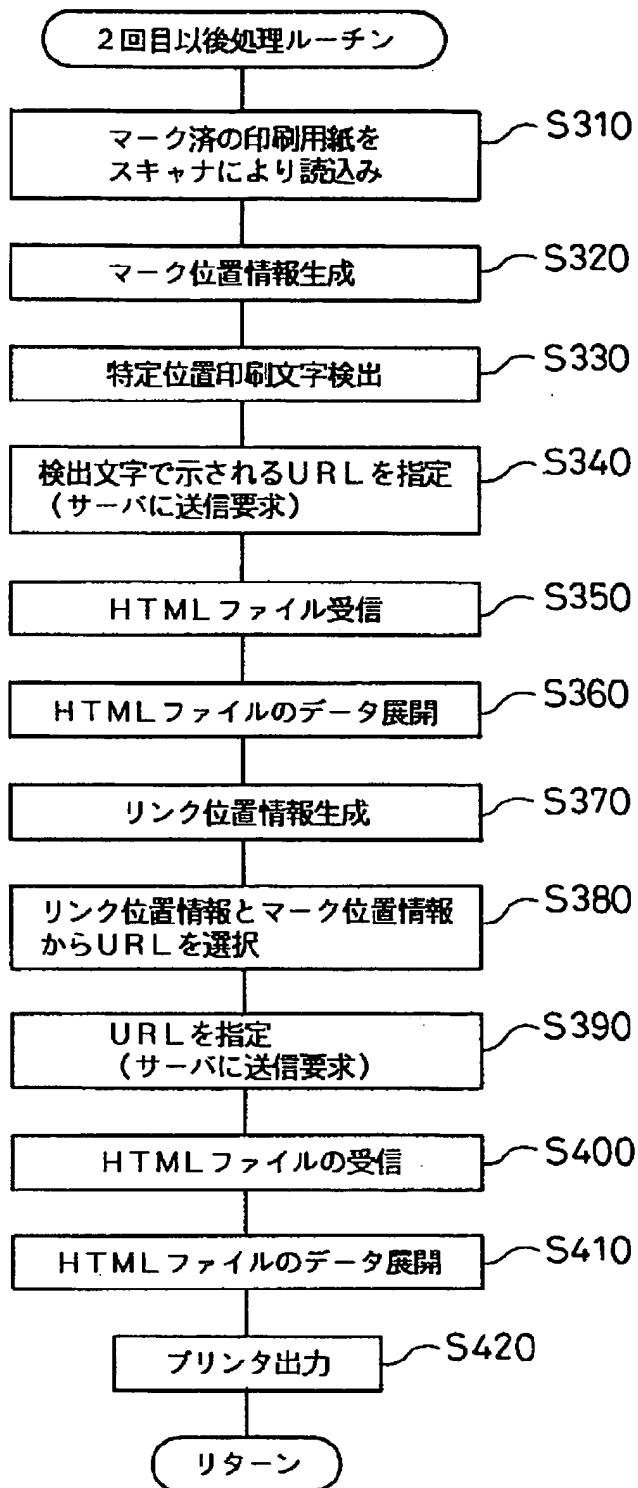 2回目以後処理ルーチン
マーク済の印刷用紙を
スキャナにより読込み
S310
マーク位置情報生成
S320
特定位置印刷文字検出
S330
検出文字で示されるURLを指定
(サーバに送信要求)
S340
HTMLファイル受信
S350
HTMLファイルのデータ展開
S360
リンク位置情報生成
S370
リンク位置情報とマーク位置情報
からURLを選択
S380
URLを指定
(サーバに送信要求)
S390
HTMLファイルの受信
S400
HTMLファイルのデータ展開
S410
プリンタ出力
S420
リターン